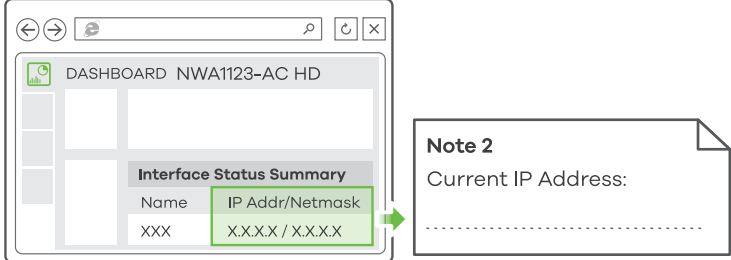 DASHBOARD NWA1123-AC HD
Interface Status Summary
Name IP Addr/Netmask
XXX X.X.X.X / X.X.X.X
Note 2
Current IP Address: